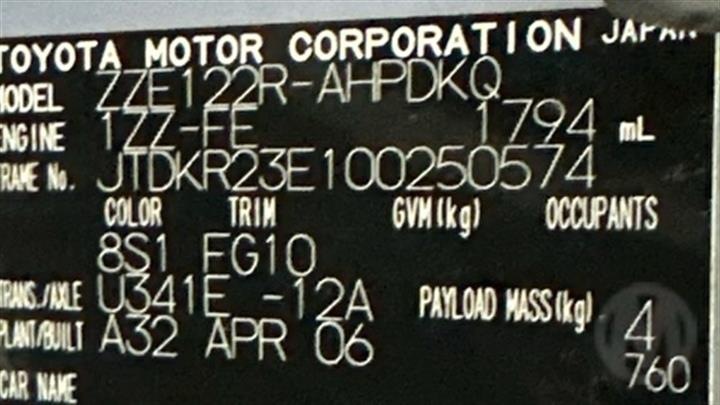 TOYOTA MOTOR CORPORATION JAPAN
MODEL ZZE122R-AHPDKQ
ENGINE 1ZZ-FE 1794 mL
FRAME No. JTDKR23E100250574
COLOR TRIM GVM(kg) OCCUPANTS
8S1 FG10
TRANS./AXLE U341E -12A PAYLOAD MASS(kg) 4
PLANT/BUILT A32 APR 06 760
CAR NAME